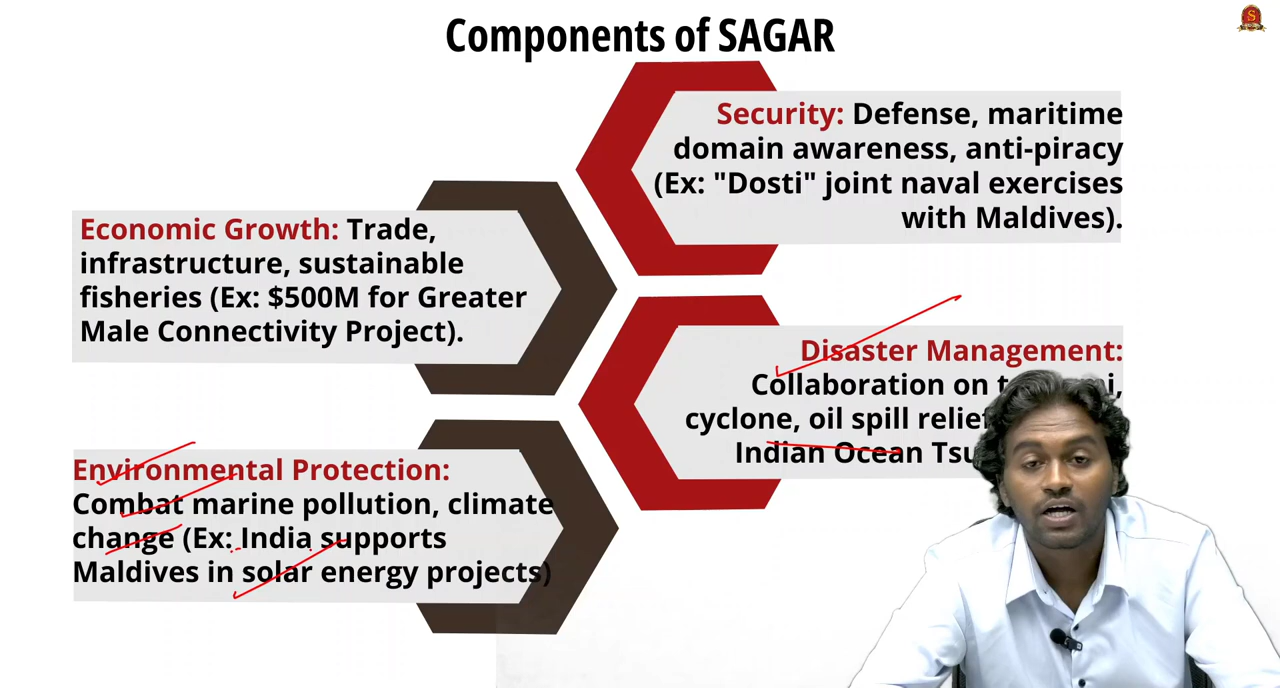 Components of SAGAR
Security: Defense, maritime
domain awareness, anti-piracy
(Ex: "Dosti" joint naval exercises
with Maldives).
Economic Growth: Trade,
infrastructure, sustainable
fisheries (Ex: $500M for Greater
Male Connectivity Project).
Disaster Management:
Collaboration on
cyclone, oil spill
Indian Ocean
Environmental Protection:
Combat marine pollution, climate
change (Ex: India supports
Maldives in solar energy projects)